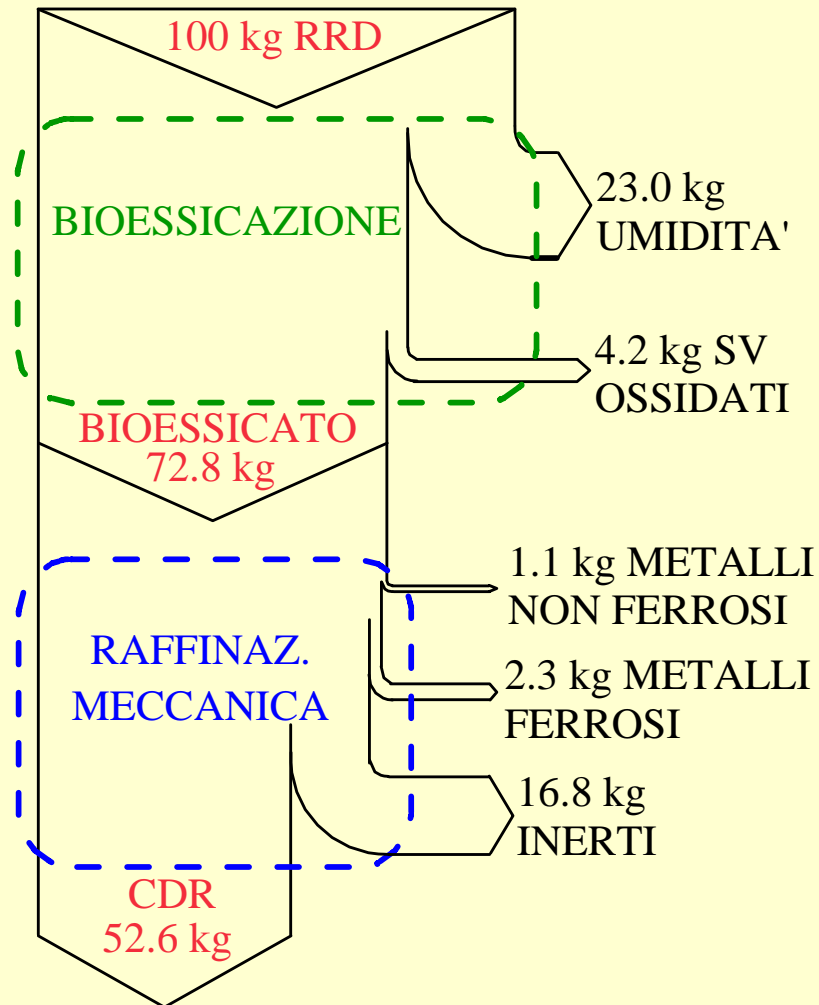 100 kg RRD
BIOESSICAZIONE
23.0 kg
UMIDITA'
4.2 kg SV
OSSIDATI
BIOESSICATO
72.8 kg
1.1 kg METALLI
NON FERROSI
RAFFINAZ.
MECCANICA
2.3 kg METALLI
FERROSI
16.8 kg
INERTI
CDR
52.6 kg